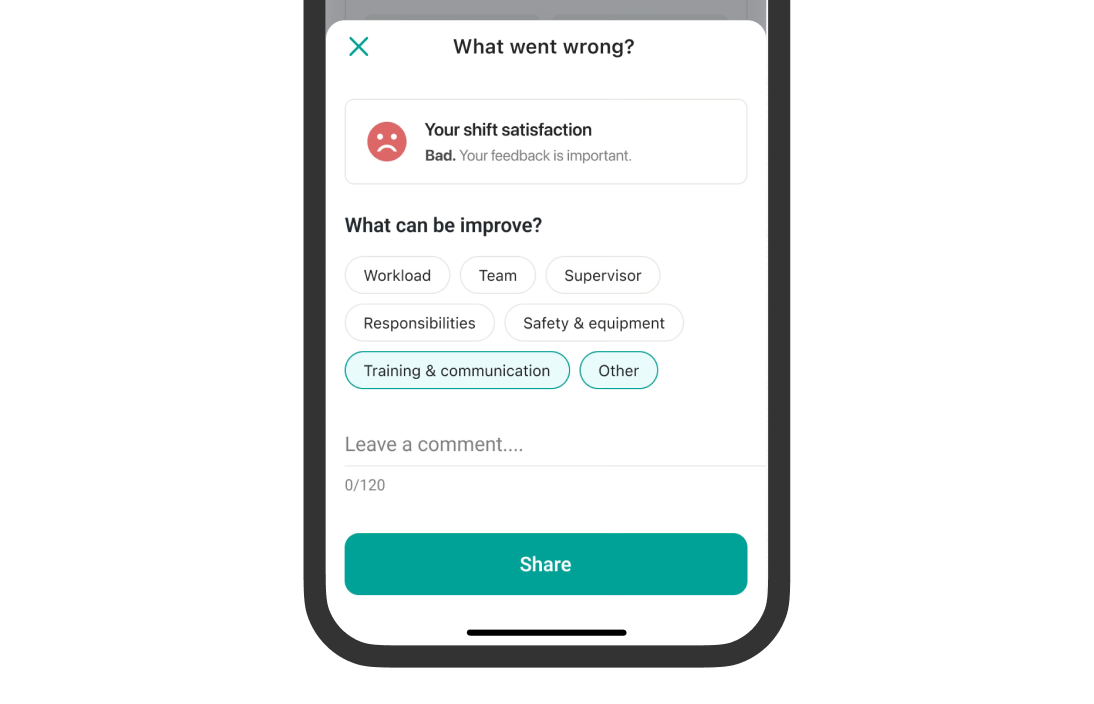 What went wrong?
Your shift satisfaction
Bad. Your feedback is important.
What can be improve?
Workload
Team
Supervisor
Responsibilities
Safety & equipment
Training & communication
Other
Leave a comment....
0/120
Share